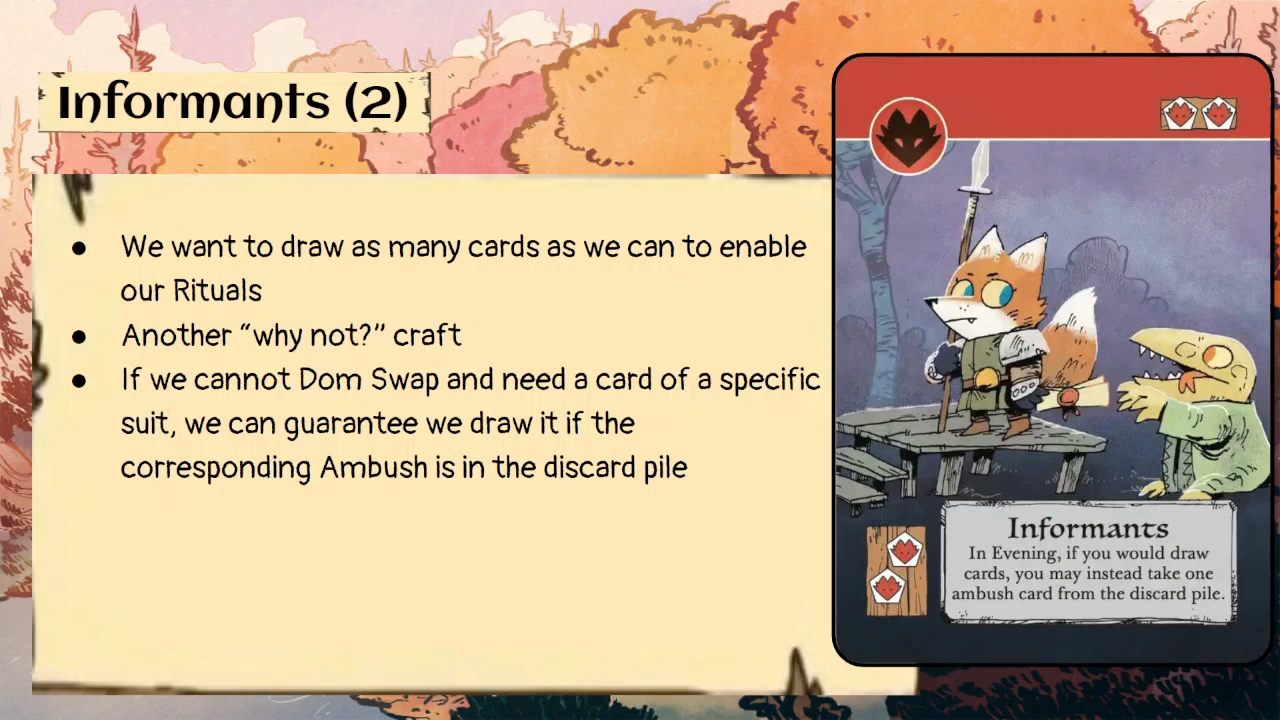 Informants (2)
● We want to draw as many cards as we can to enable
our Rituals
● Another “why not?” craft
● If we cannot Dom Swap and need a card of a specific
suit, we can guarantee we draw it if the
corresponding Ambush is in the discard pile
Informants
In Evening, if you would draw
cards, you may instead take one
ambush card from the discard pile.